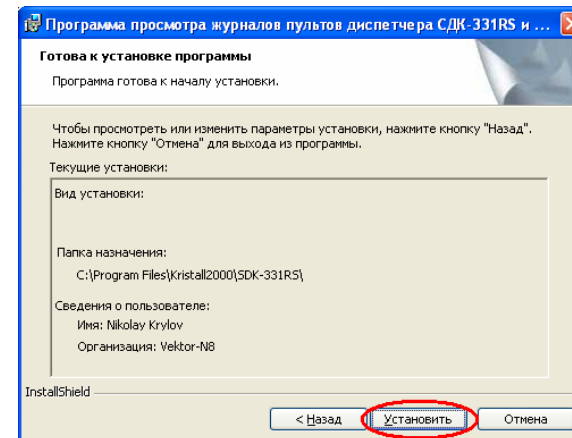 Программа просмотра журналов пультов диспетчера СДК-331RS и ...
Готова к установке программы
Программа готова к началу установки.
Чтобы просмотреть или изменить параметры установки, нажмите кнопку "Назад".
Нажмите кнопку "Отмена" для выхода из программы.
Текущие установки:
Вид установки:
Папка назначения:
C:\Program Files\Kristall2000\SDK-331RS\
Сведения о пользователе:
Имя: Nikolay Krylov
Организация: Vektor-N8
InstallShield
< Назад Установить Отмена